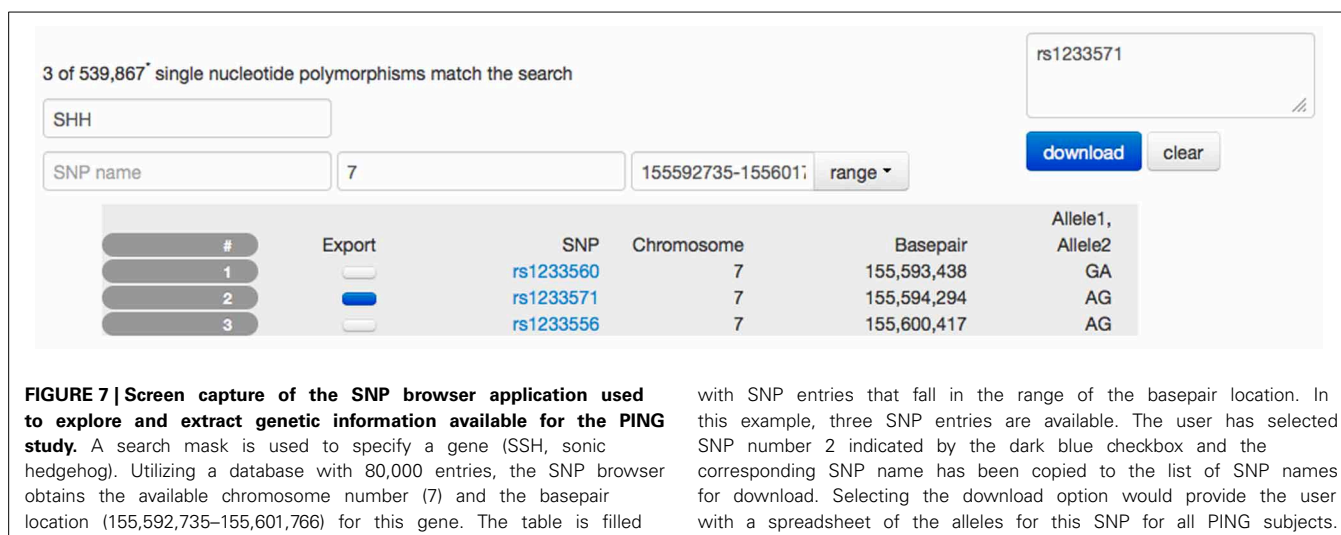 3 of 539,867* single nucleotide polymorphisms match the search
rs1233571
SHH
download clear
SNP name 7 155592735-1556017 range
Allele1,
# Export SNP Chromosome Basepair Allele2
1 rs1233560 7 155,593,438 GA
2 rs1233571 7 155,594,294 AG
3 rs1233556 7 155,600,417 AG
FIGURE 7 | Screen capture of the SNP browser application used
to explore and extract genetic information available for the PING
study. A search mask is used to specify a gene (SSH, sonic
hedgehog). Utilizing a database with 80,000 entries, the SNP browser
obtains the available chromosome number (7) and the basepair
location (155,592,735–155,601,766) for this gene. The table is filled
with SNP entries that fall in the range of the basepair location. In
this example, three SNP entries are available. The user has selected
SNP number 2 indicated by the dark blue checkbox and the
corresponding SNP name has been copied to the list of SNP names
for download. Selecting the download option would provide the user
with a spreadsheet of the alleles for this SNP for all PING subjects.